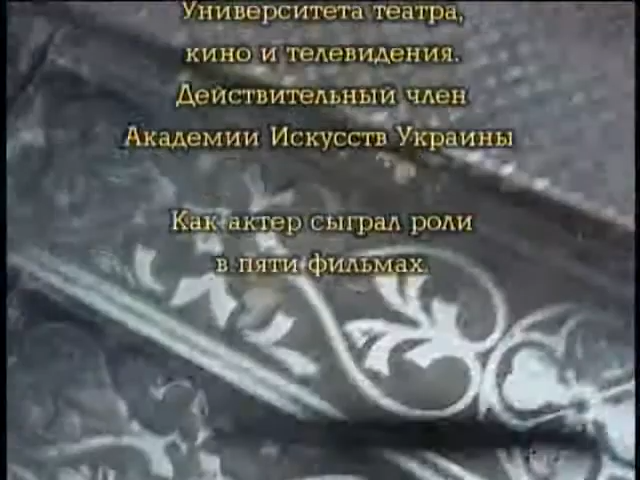 Университета театра,
кино и телевидения.
Действительный член
Академии Искусств Украины
Как актер сыграл роли
в пяти фильмах.